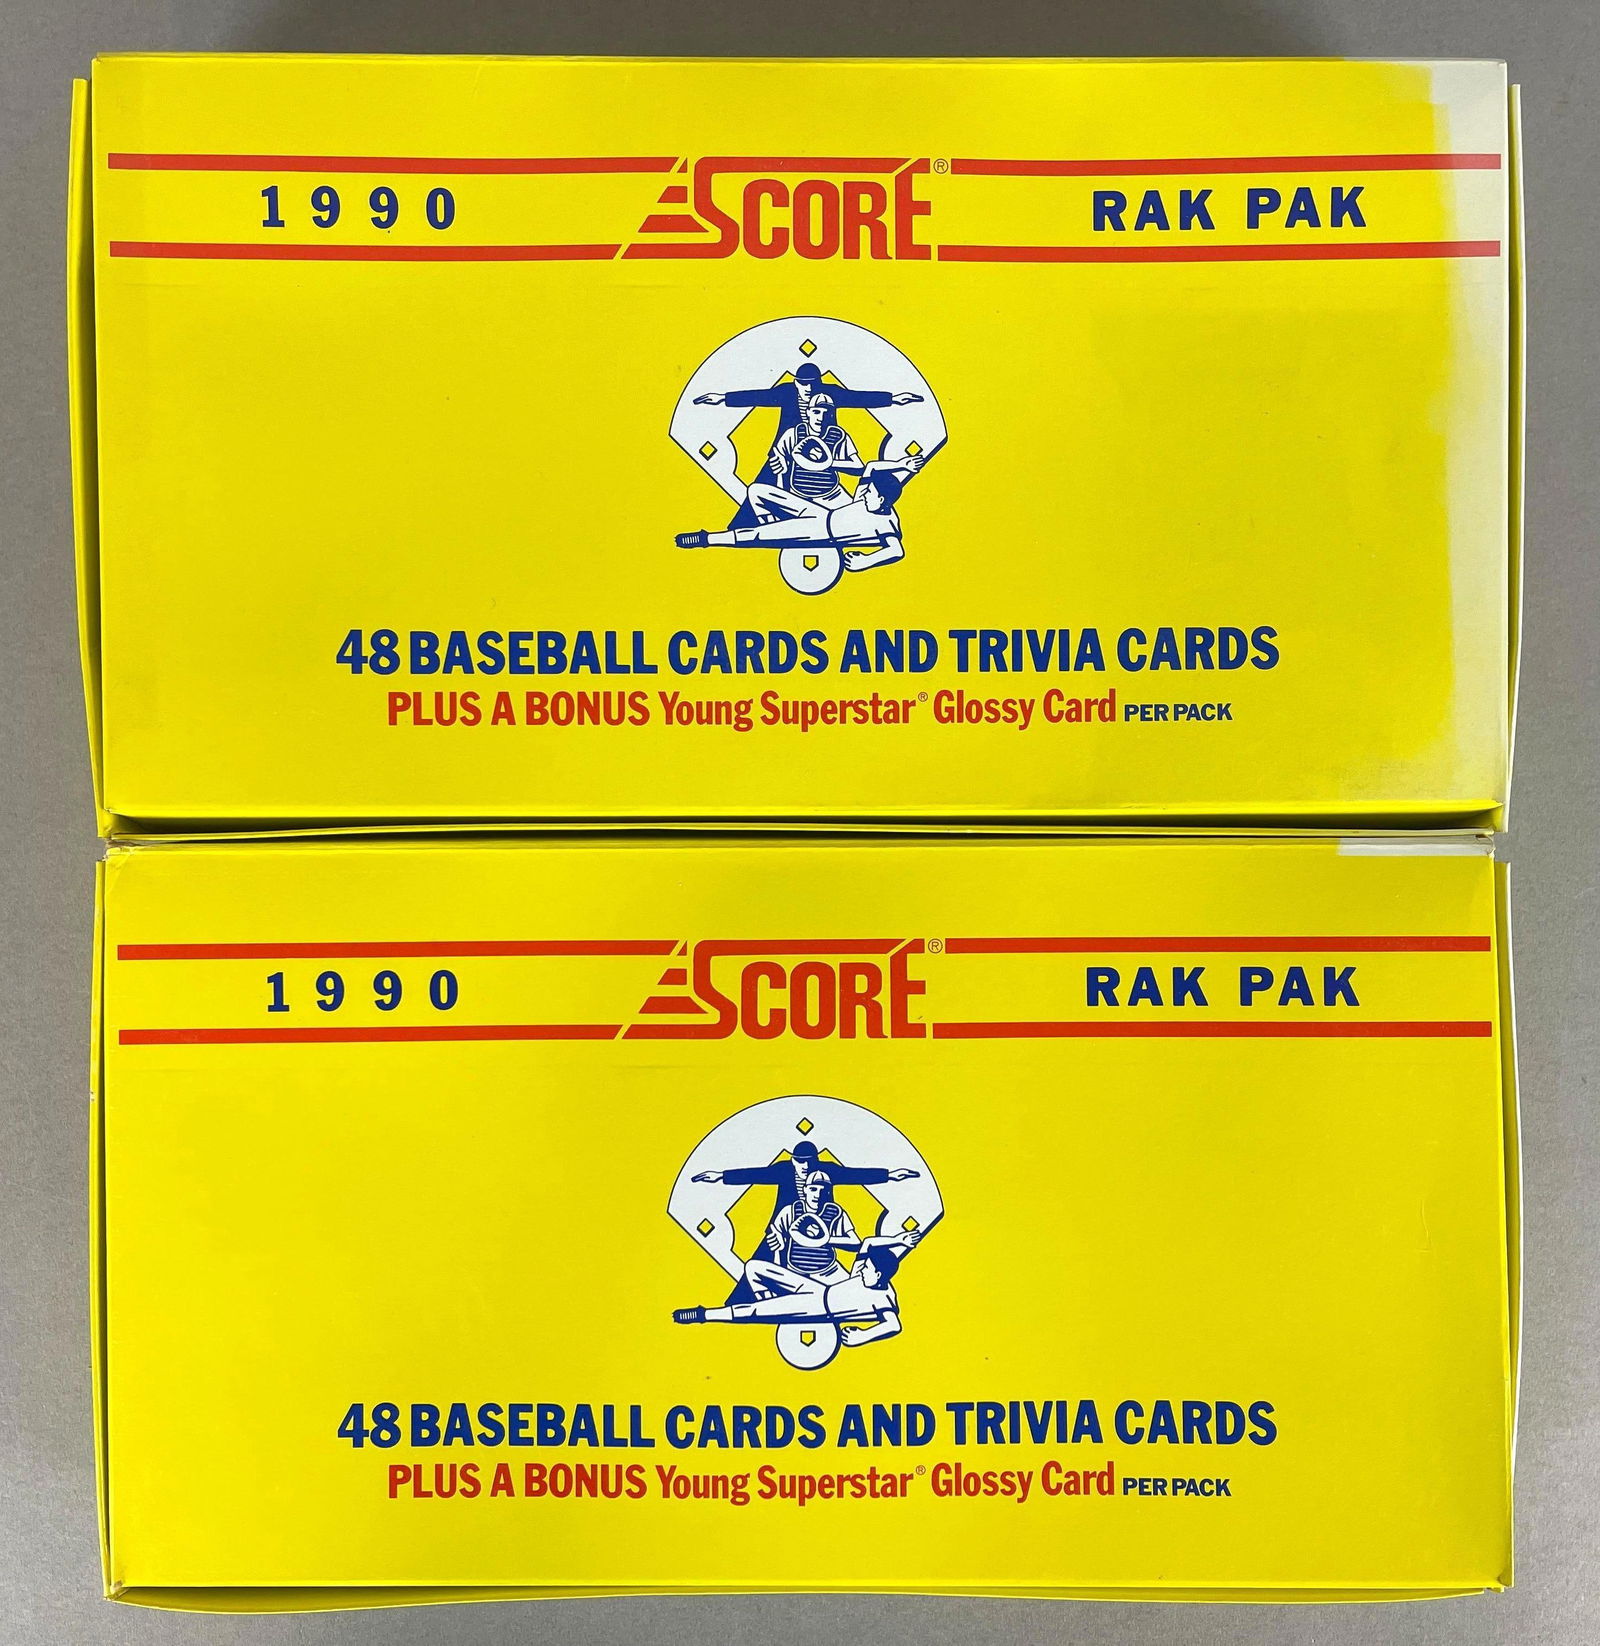 1990 SCORE® RAK PAK
48 BASEBALL CARDS AND TRIVIA CARDS
PLUS A BONUS Young Superstar® Glossy Card PER PACK
1990 SCORE® RAK PAK
48 BASEBALL CARDS AND TRIVIA CARDS
PLUS A BONUS Young Superstar® Glossy Card PER PACK